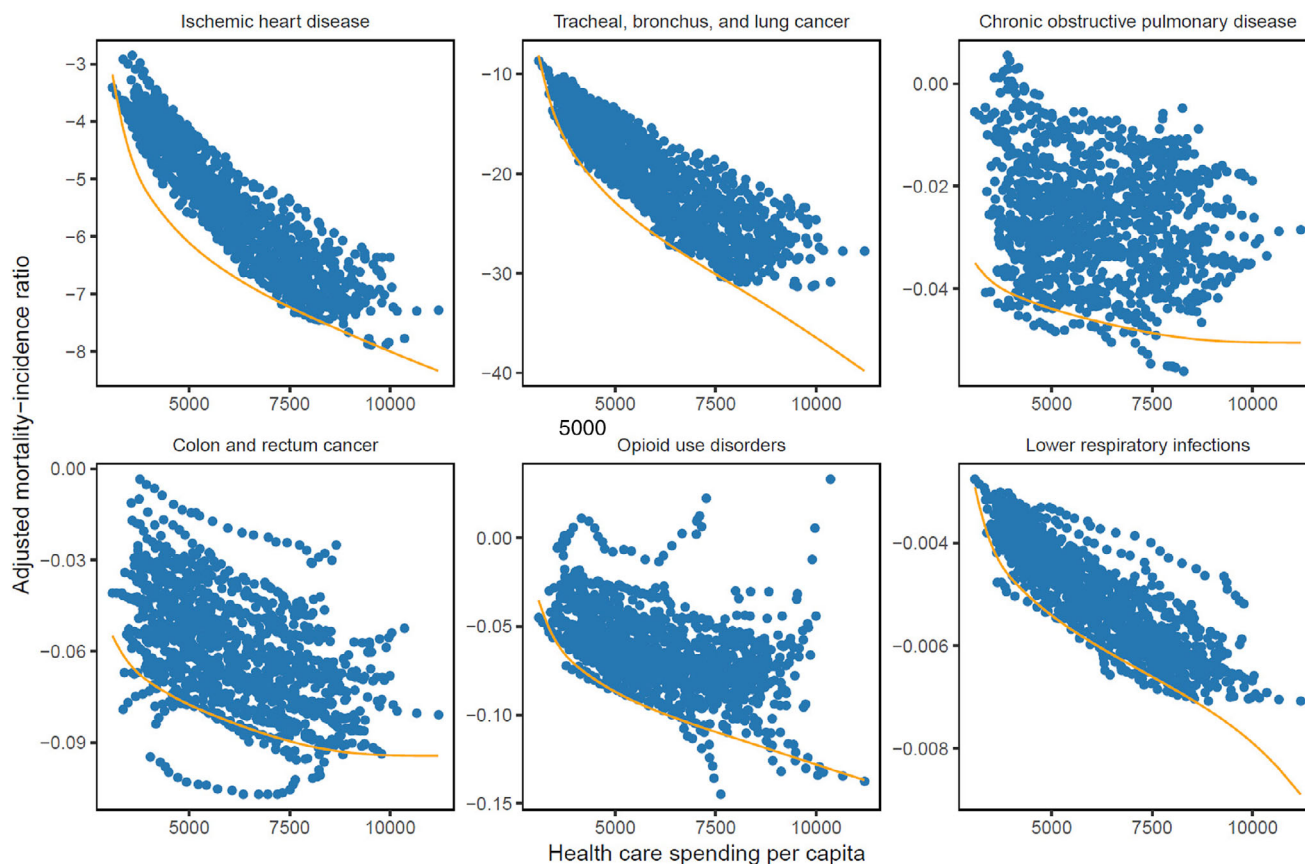 Ischemic heart disease
Tracheal, bronchus, and lung cancer
Chronic obstructive pulmonary disease
Adjusted mortality−incidence ratio
−3
−4
−5
−6
−7
−8
5000 7500 10000
−10
−20
−30
−40
5000 7500 10000
0.00
−0.02
−0.04
5000 7500 10000
5000
Colon and rectum cancer
Opioid use disorders
Lower respiratory infections
0.00
−0.03
−0.06
−0.09
5000 7500 10000
0.00
−0.05
−0.10
−0.15
5000 7500 10000
−0.004
−0.006
−0.008
5000 7500 10000
Health care spending per capita